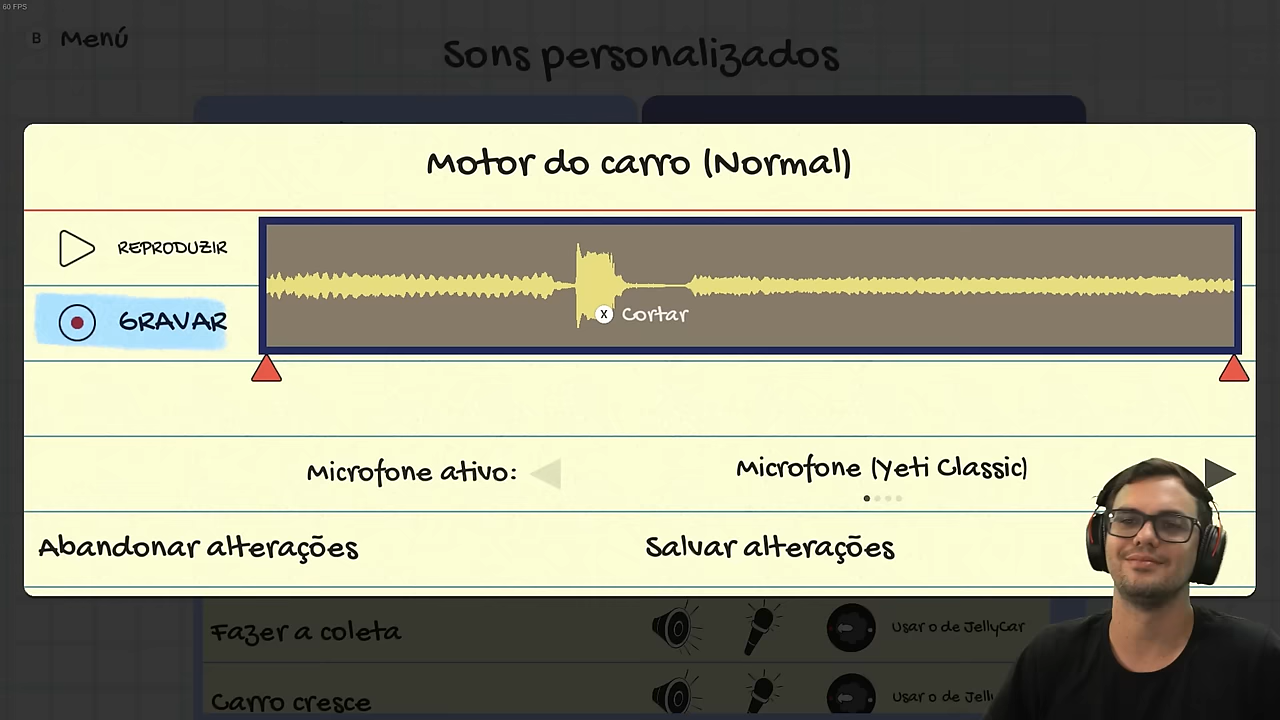 60 FPS
B Menú
Sons personalizados
Motor do carro (Normal)
REPRODUZIR
GRAVAR
X Cortar
Microfone ativo:
Microfone (Yeti Classic)
Abandonar alterações
Salvar alterações
Fazer a coleta
Usar o de JellyCar
Carro cresce
Usar o de Jelly